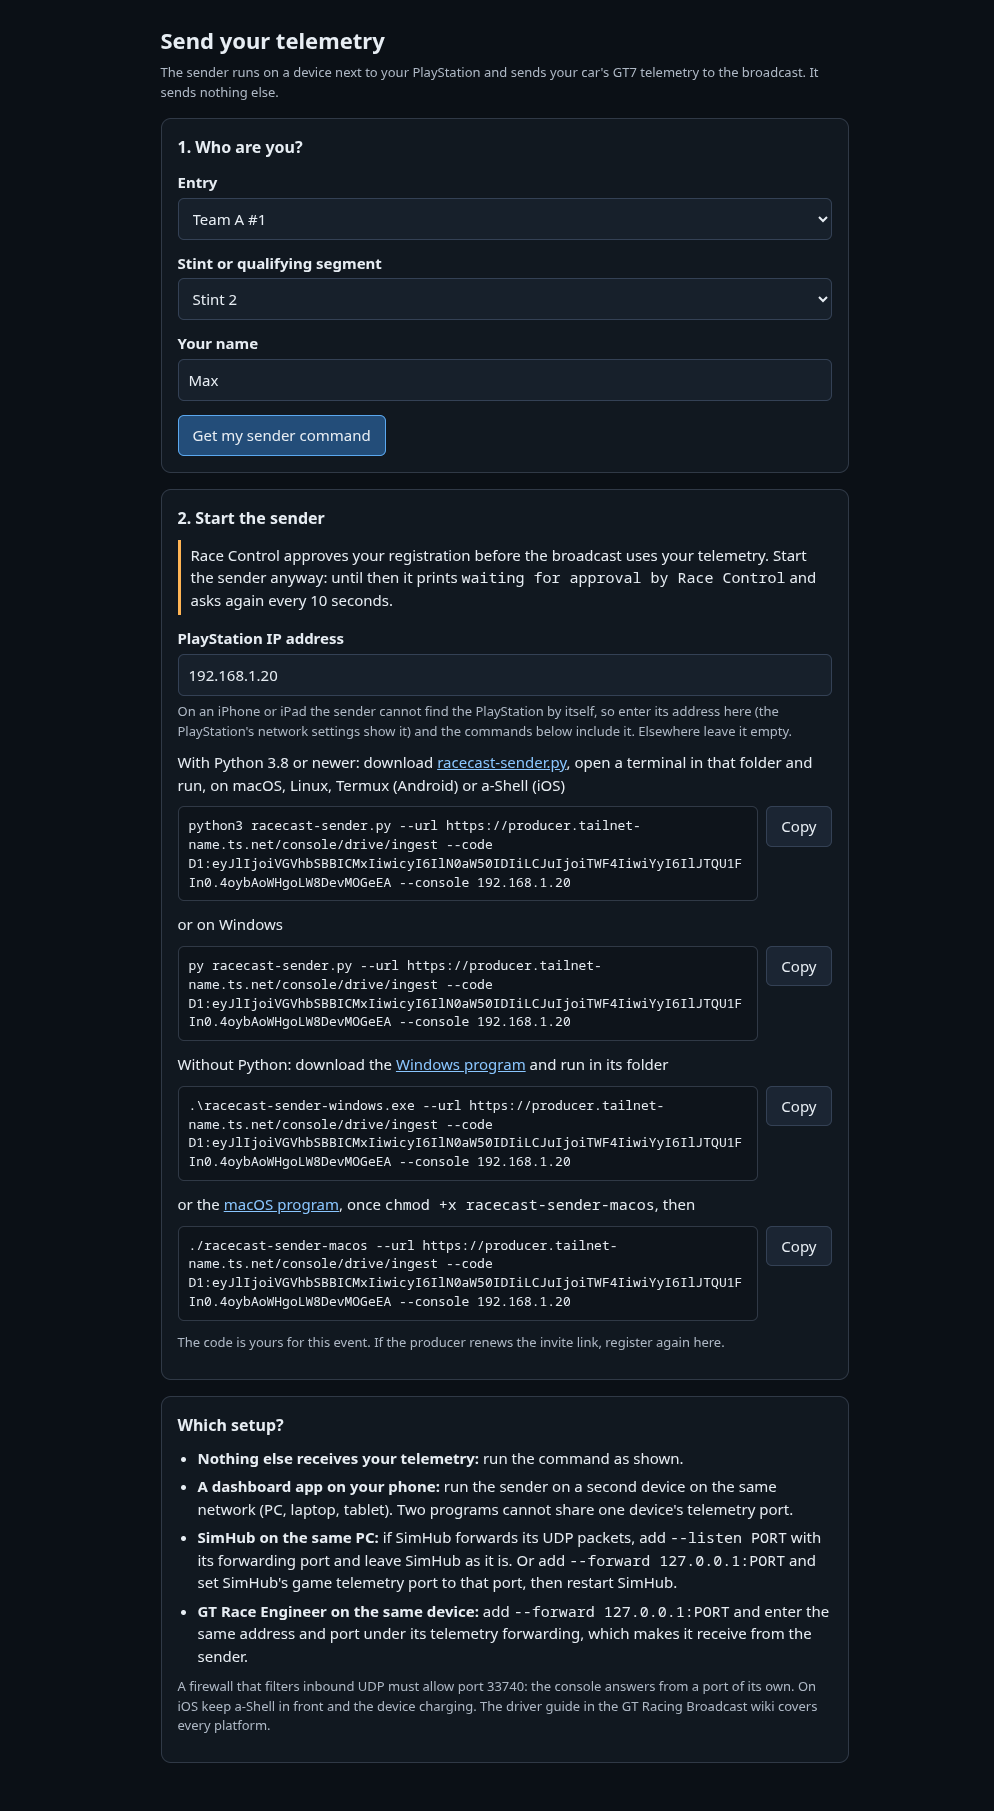 Send your telemetry
The sender runs on a device next to your PlayStation and sends your car's GT7 telemetry to the broadcast. It
sends nothing else.
1. Who are you?
Entry
Team A #1
Stint or qualifying segment
Stint 2
Your name
Max
Get my sender command
2. Start the sender
Race Control approves your registration before the broadcast uses your telemetry. Start
the sender anyway: until then it prints waiting for approval by Race Control and
asks again every 10 seconds.
PlayStation IP address
192.168.1.20
On an iPhone or iPad the sender cannot find the PlayStation by itself, so enter its address here (the
PlayStation's network settings show it) and the commands below include it. Elsewhere leave it empty.
With Python 3.8 or newer: download racecast-sender.py, open a terminal in that folder and
run, on macOS, Linux, Termux (Android) or a-Shell (iOS)
python3 racecast-sender.py --url https://producer.tailnet-
name.ts.net/console/drive/ingest --code
D1:eyJlIjoiVGVhbSBBICMxIiwicyI6IlN0aW50IDIiLCJuIjoiTWF4IiwiYyI6IlJTQU1F
In0.4oybAoWHgoLW8DevMOGeEA --console 192.168.1.20
Copy
or on Windows
py racecast-sender.py --url https://producer.tailnet-
name.ts.net/console/drive/ingest --code
D1:eyJlIjoiVGVhbSBBICMxIiwicyI6IlN0aW50IDIiLCJuIjoiTWF4IiwiYyI6IlJTQU1F
In0.4oybAoWHgoLW8DevMOGeEA --console 192.168.1.20
Copy
Without Python: download the Windows program and run in its folder
.\racecast-sender-windows.exe --url https://producer.tailnet-
name.ts.net/console/drive/ingest --code
D1:eyJlIjoiVGVhbSBBICMxIiwicyI6IlN0aW50IDIiLCJuIjoiTWF4IiwiYyI6IlJTQU1F
In0.4oybAoWHgoLW8DevMOGeEA --console 192.168.1.20
Copy
or the macOS program, once chmod +x racecast-sender-macos, then
./racecast-sender-macos --url https://producer.tailnet-
name.ts.net/console/drive/ingest --code
D1:eyJlIjoiVGVhbSBBICMxIiwicyI6IlN0aW50IDIiLCJuIjoiTWF4IiwiYyI6IlJTQU1F
In0.4oybAoWHgoLW8DevMOGeEA --console 192.168.1.20
Copy
The code is yours for this event. If the producer renews the invite link, register again here.
Which setup?
• Nothing else receives your telemetry: run the command as shown.
• A dashboard app on your phone: run the sender on a second device on the same
network (PC, laptop, tablet). Two programs cannot share one device's telemetry port.
• SimHub on the same PC: if SimHub forwards its UDP packets, add --listen PORT with
its forwarding port and leave SimHub as it is. Or add --forward 127.0.0.1:PORT and
set SimHub's game telemetry port to that port, then restart SimHub.
• GT Race Engineer on the same device: add --forward 127.0.0.1:PORT and enter the
same address and port under its telemetry forwarding, which makes it receive from the
sender.
A firewall that filters inbound UDP must allow port 33740: the console answers from a port of its own. On
iOS keep a-Shell in front and the device charging. The driver guide in the GT Racing Broadcast wiki covers
every platform.